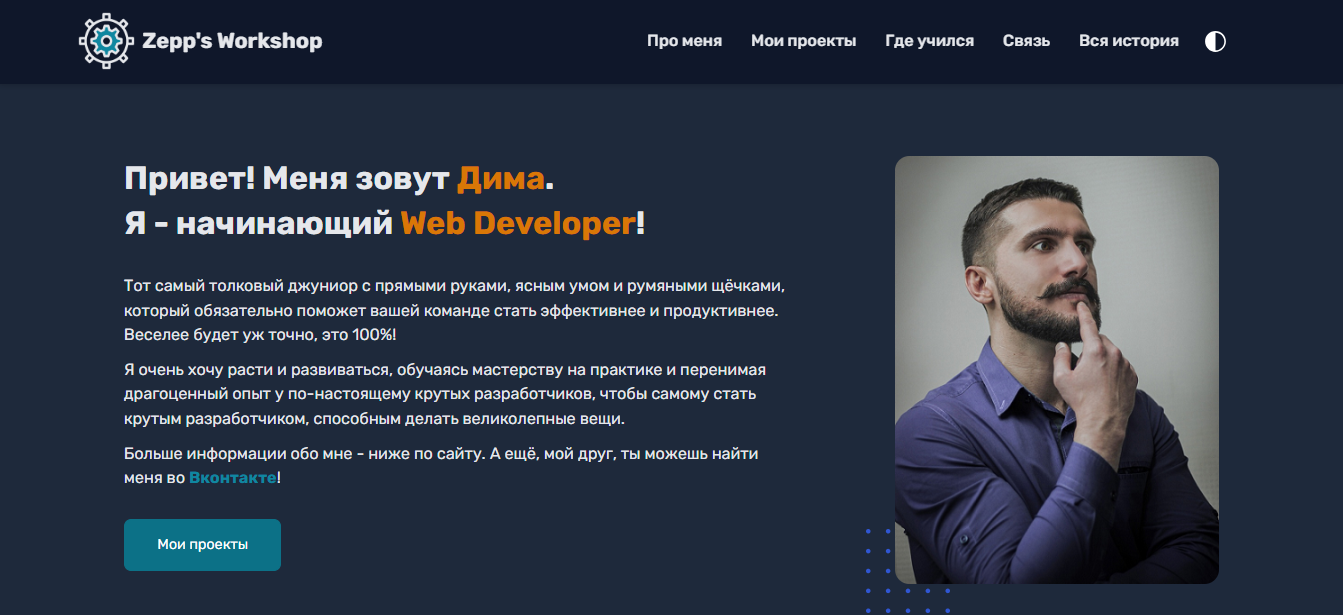 Zepp's Workshop
Про меня
Мои проекты
Где учился
Связь
Вся история
Привет! Меня зовут Дима.
Я - начинающий Web Developer!
Тот самый толковый джуниор с прямыми руками, ясным умом и румяными щёчками,
который обязательно поможет вашей команде стать эффективнее и продуктивнее.
Веселее будет уж точно, это 100%!
Я очень хочу расти и развиваться, обучаясь мастерству на практике и перенимая
драгоценный опыт у по-настоящему крутых разработчиков, чтобы самому стать
крутым разработчиком, способным делать великолепные вещи.
Больше информации обо мне - ниже по сайту. А ещё, мой друг, ты можешь найти
меня во Вконтакте!
Мои проекты